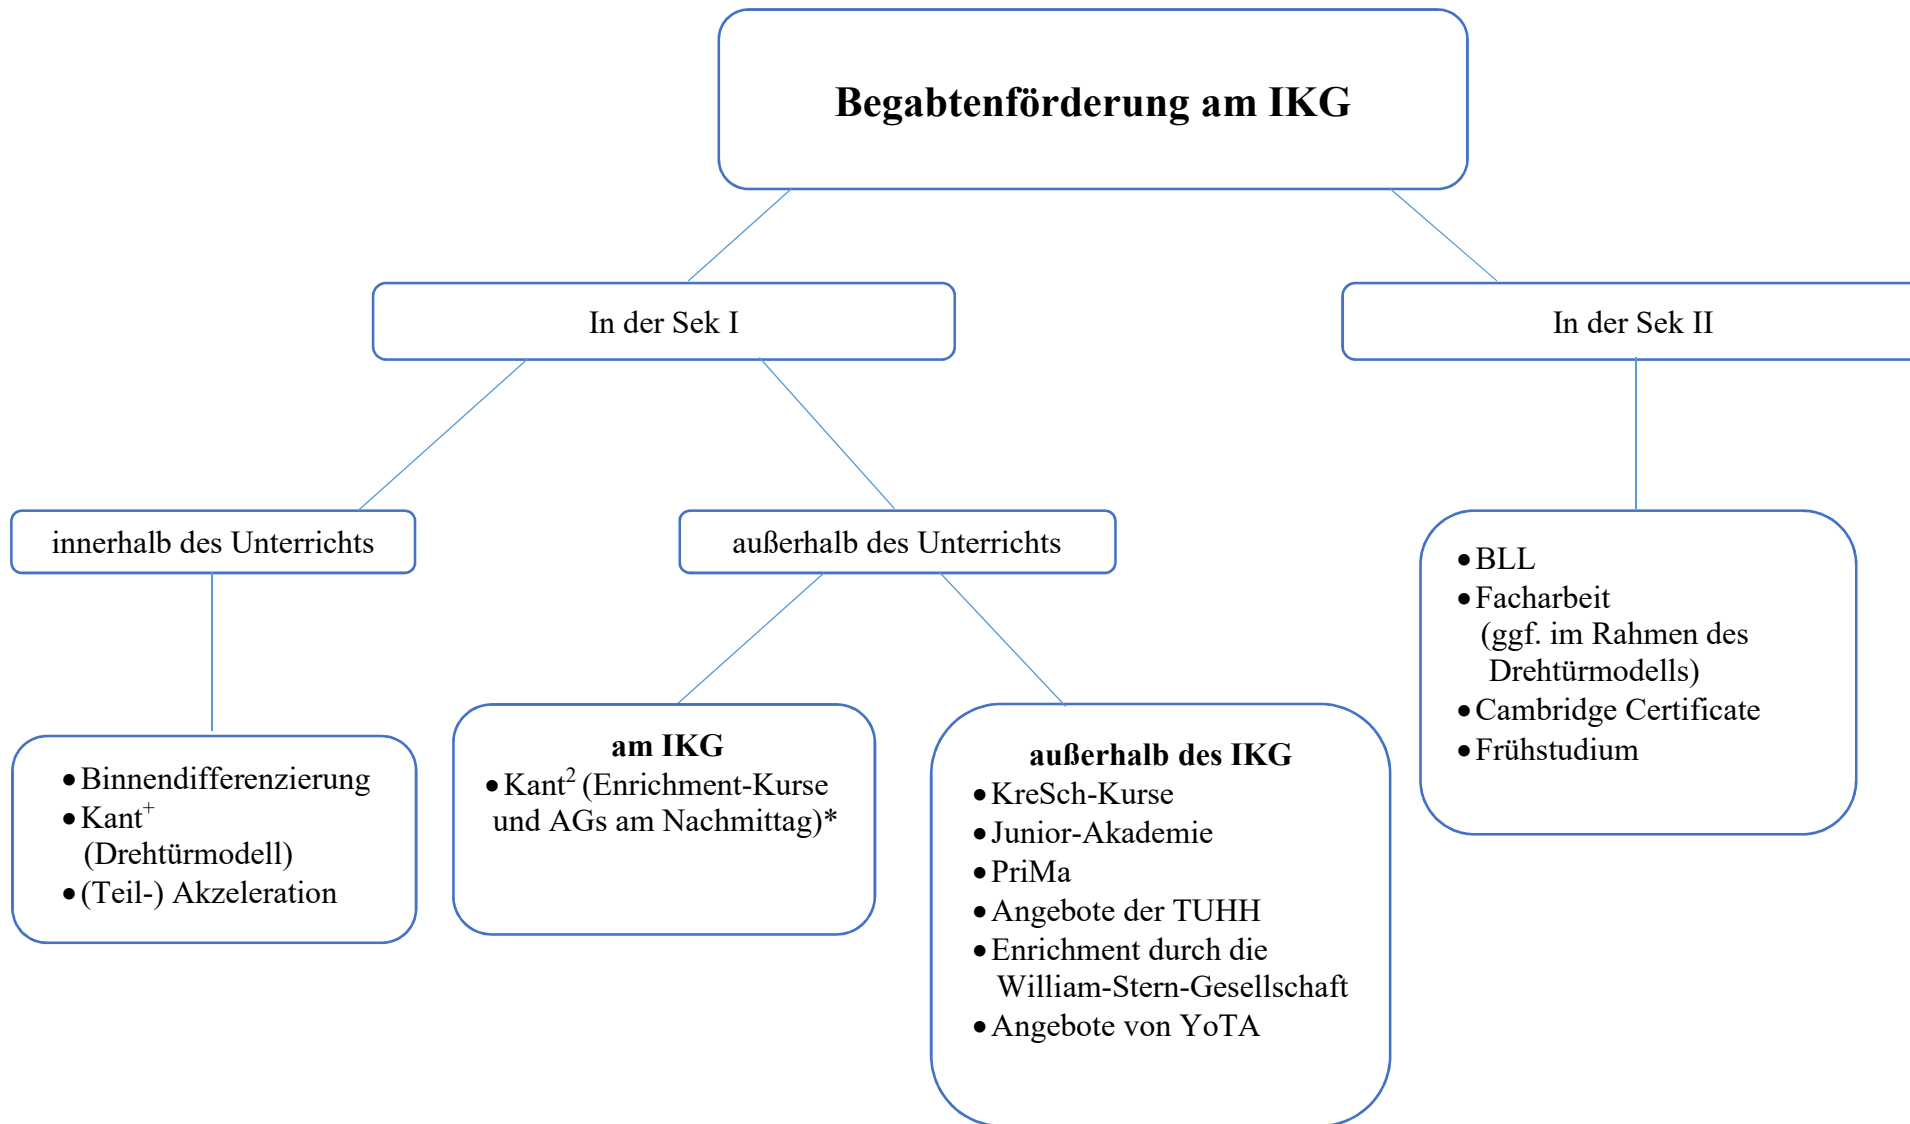 Begabtenförderung am IKG
In der Sek I
In der Sek II
innerhalb des Unterrichts
außerhalb des Unterrichts
• Binnendifferenzierung
• Kant⁺
(Drehtürmodell)
• (Teil-) Akzeleration
am IKG
• Kant² (Enrichment-Kurse
und AGs am Nachmittag)*
außerhalb des IKG
• KreSch-Kurse
• Junior-Akademie
• PriMa
• Angebote der TUHH
• Enrichment durch die
William-Stern-Gesellschaft
• Angebote von YoTA
• BLL
• Facharbeit
(ggf. im Rahmen des
Drehtürmodells)
• Cambridge Certificate
• Frühstudium